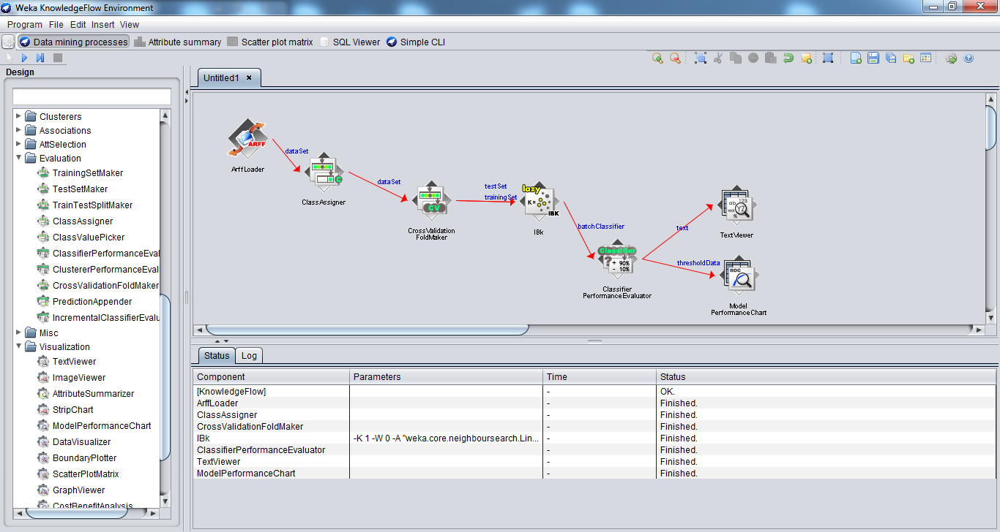 Weka KnowledgeFlow Environment
Program File Edit Insert View
Data mining processes Attribute summary Scatter plot matrix SQL Viewer Simple CLI
Design
Clusterers
Associations
AttSelection
Evaluation
TrainingSetMaker
TestSetMaker
TrainTestSplitMaker
ClassAssigner
ClassValuePicker
ClassifierPerformanceEval
ClustererPerformanceEval
CrossValidationFoldMaker
PredictionAppender
IncrementalClassifierEvalu
Misc
Visualization
TextViewer
ImageViewer
AttributeSummarizer
StripChart
ModelPerformanceChart
DataVisualizer
BoundaryPlotter
ScatterPlotMatrix
GraphViewer
CostBenefitAnalysis
Untitled1
ARFF
ArffLoader
dataSet
C
ClassAssigner
dataSet
CV
CrossValidation
FoldMaker
testSet
trainingSet
lazy
K=
IBK
IBk
batchClassifier
Classifier
? + 90%
- 10%
Classifier
PerformanceEvaluator
text
thresholdData
ab 123
wx YZ
%
TextViewer
ROC
Model
PerformanceChart
Status Log
Component Parameters Time Status
[KnowledgeFlow] - OK.
ArffLoader - Finished.
ClassAssigner - Finished.
CrossValidationFoldMaker - Finished.
IBk -K 1 -W 0 -A "weka.core.neighboursearch.Lin... - Finished.
ClassifierPerformanceEvaluator - Finished.
TextViewer - Finished.
ModelPerformanceChart - Finished.